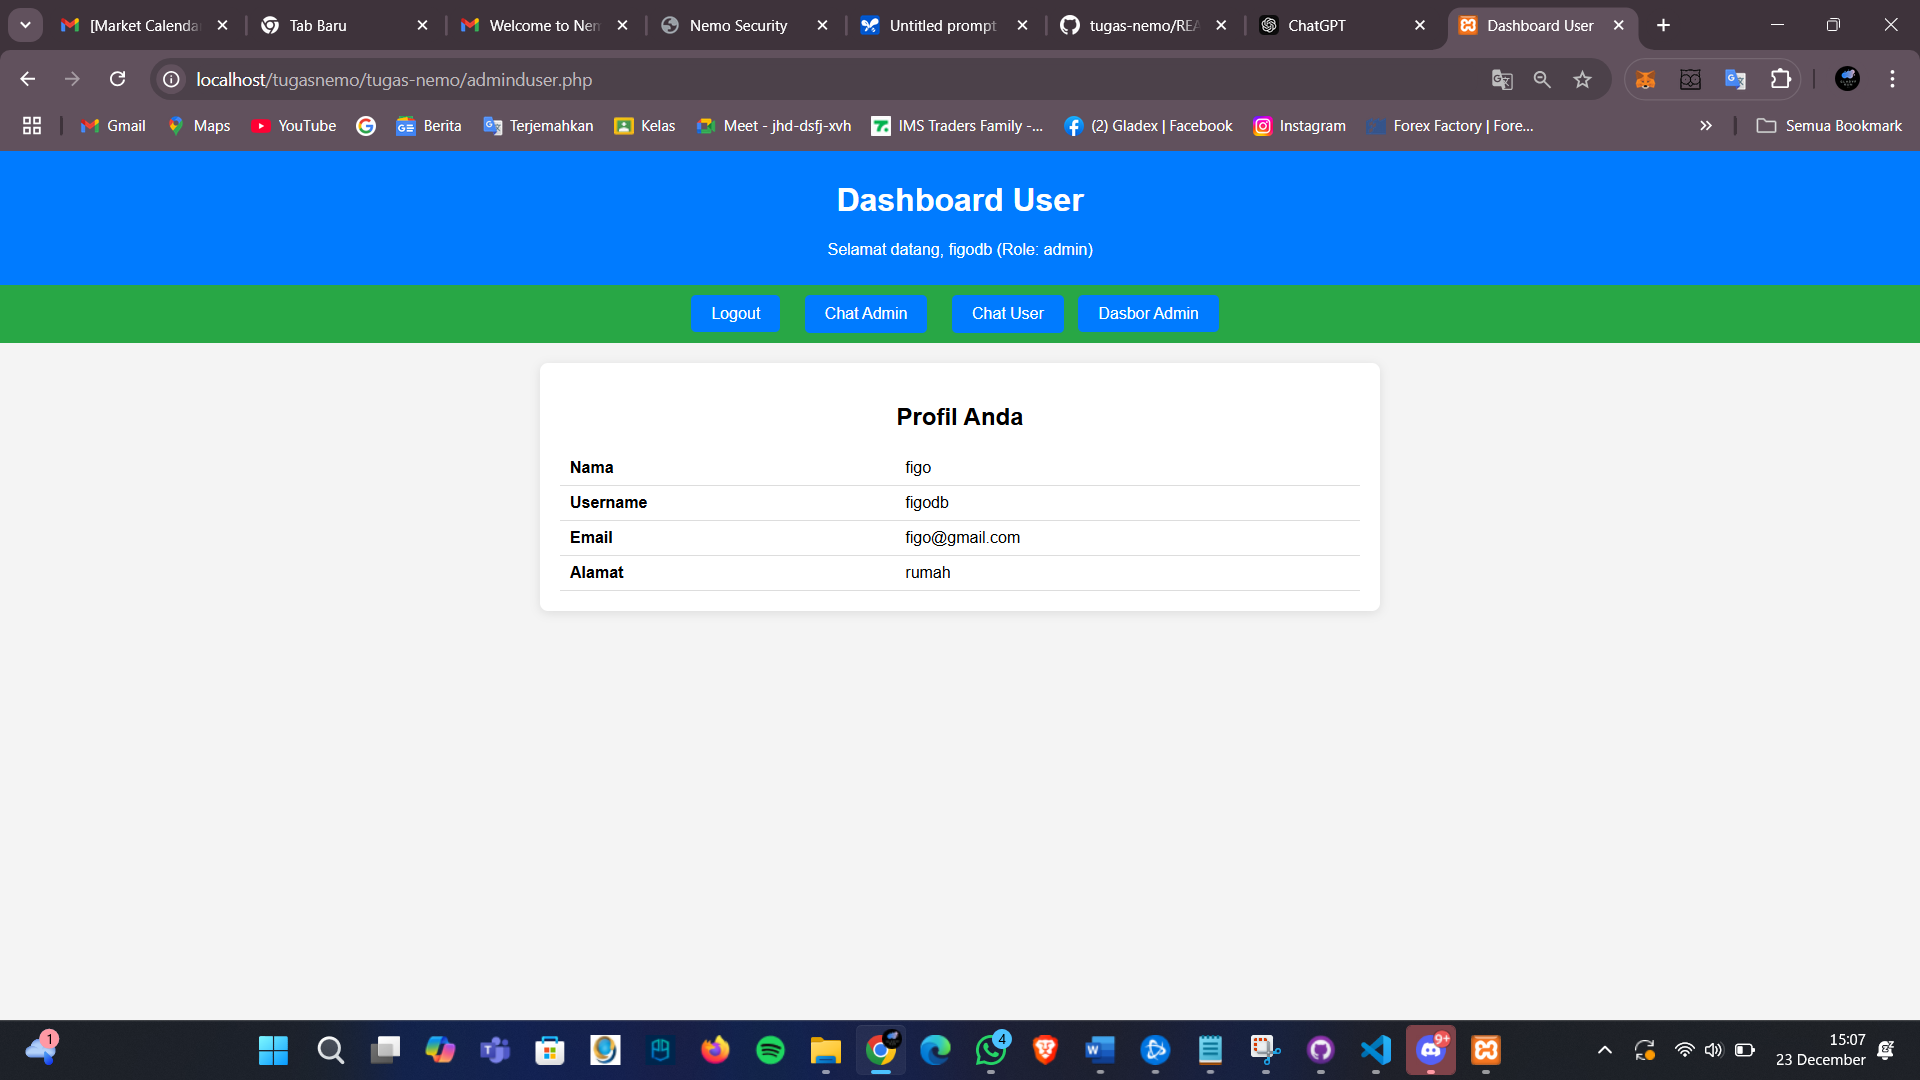 [Market Calenda
Tab Baru
Welcome to Nem
Nemo Security
Untitled prompt
tugas-nemo/REA
ChatGPT
Dashboard User
localhost/tugasnemo/tugas-nemo/adminduser.php
Gmail
Maps
YouTube
Berita
Terjemahkan
Kelas
Meet - jhd-dsfj-xvh
IMS Traders Family -...
(2) Gladex | Facebook
Instagram
Forex Factory | Fore...
Semua Bookmark
Dashboard User
Selamat datang, figodb (Role: admin)
Logout
Chat Admin
Chat User
Dasbor Admin
Profil Anda
Nama figo
Username figodb
Email figo@gmail.com
Alamat rumah
1
4
9+
15:07
23 December